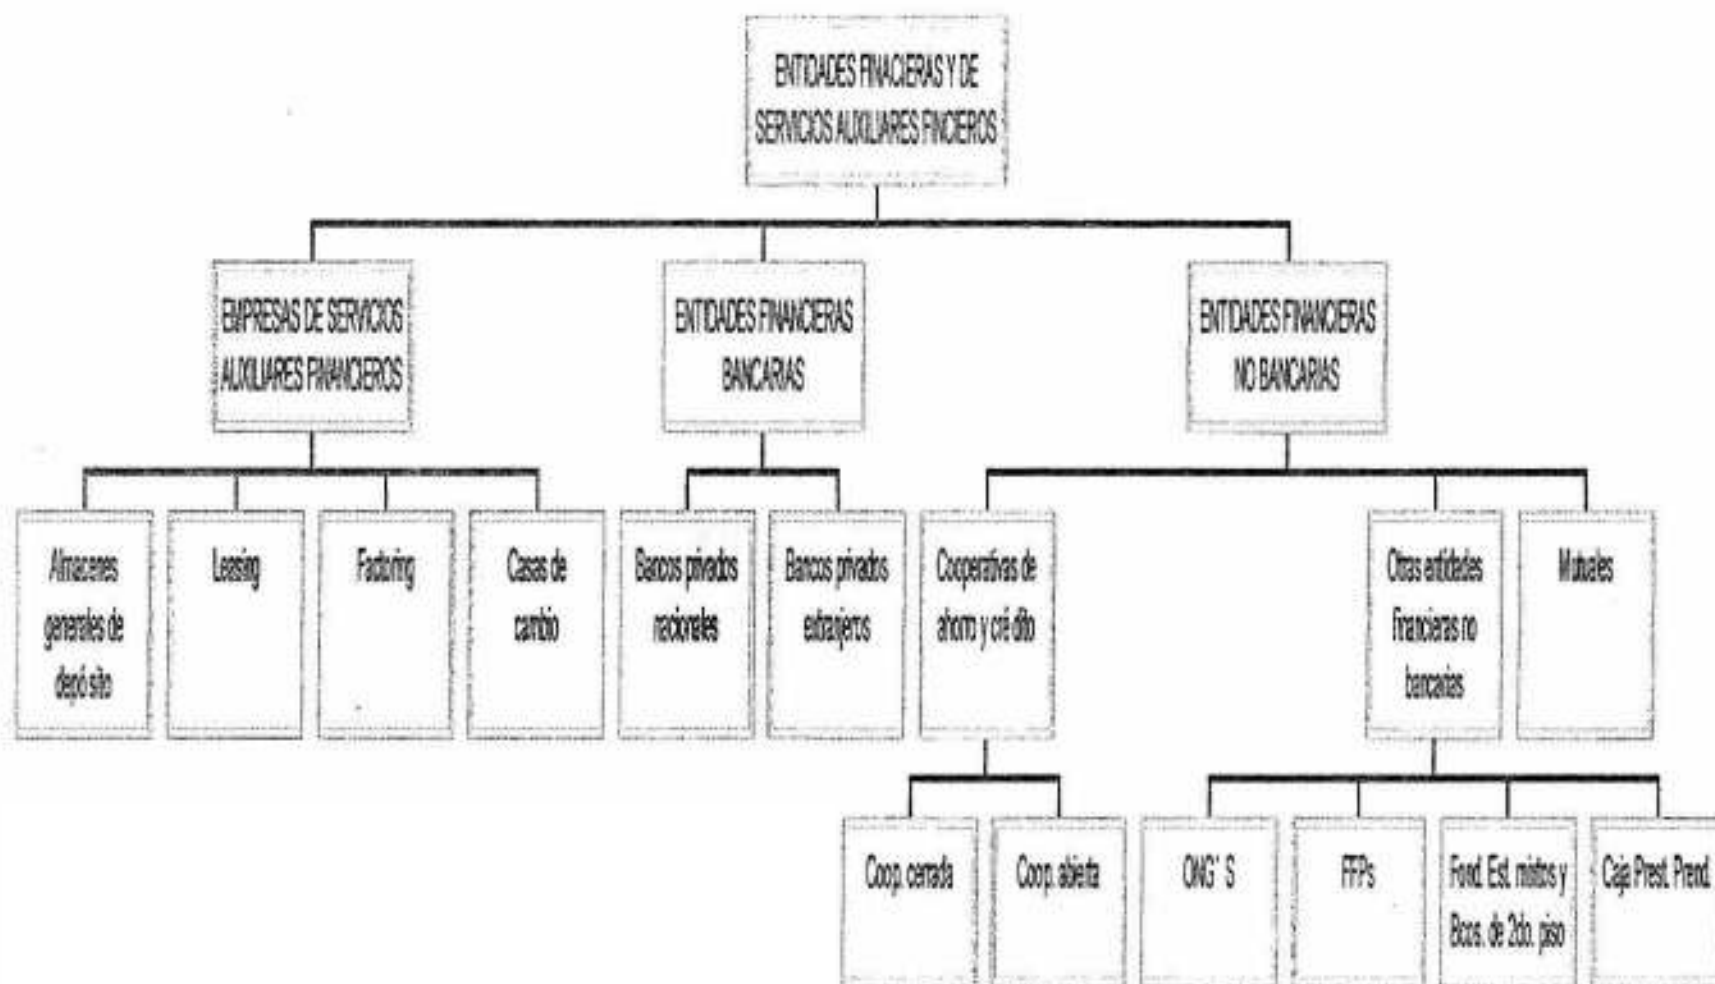 ENTIDADES FINACIERAS Y DE
SERVICIOS AUXILIARES FINCIEROS
EMPRESAS DE SERVICIOS
AUXILIARES FINANCIEROS
ENTIDADES FINANCIERAS
BANCARIAS
ENTIDADES FINANCIERAS
NO BANCARIAS
Almacenes
generales de
depósito
Leasing
Factoring
Casas de
cambio
Bancos privados
nacionales
Bancos privados
extranjeros
Cooperativas de
ahorro y crédito
Otras entidades
financieras no
bancarias
Mutuales
Coop. cerrada
Coop. abierta
ONG´S
FFPs
Fond. Est. mixtos y
Bcos. de 2do. piso
Caja Prest. Prend.